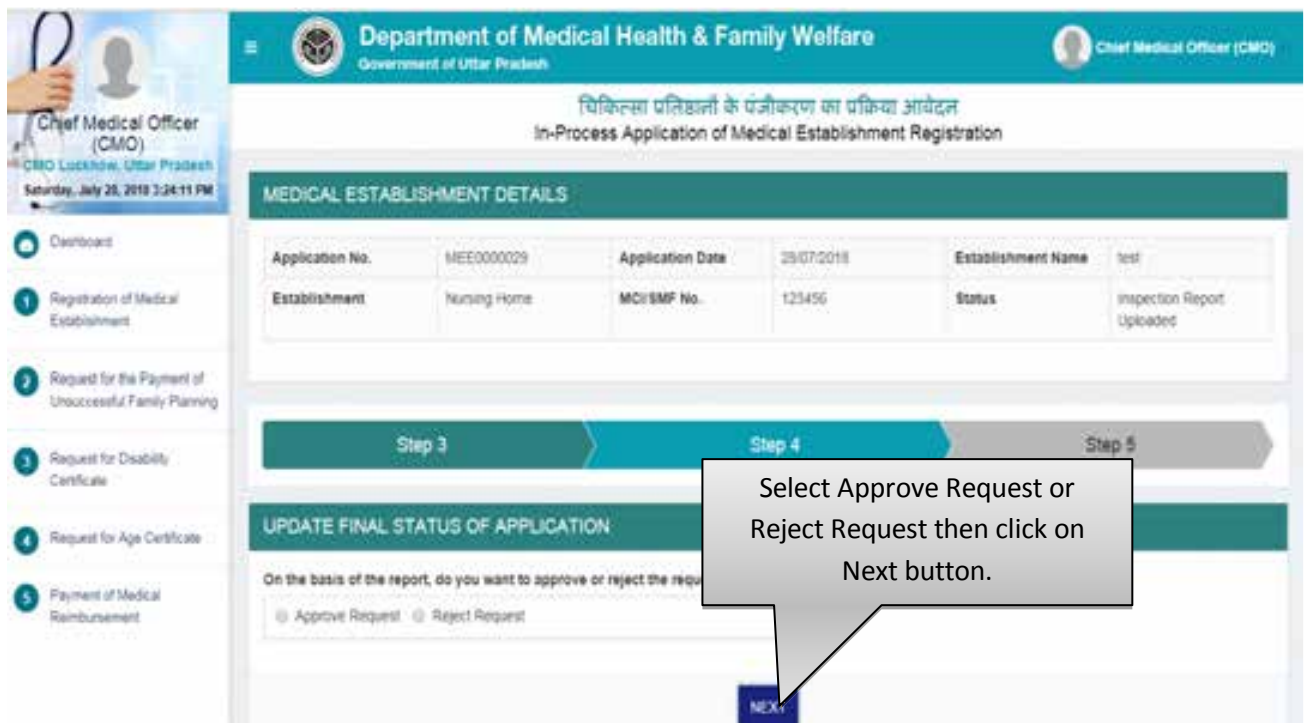 Department of Medical Health & Family Welfare
Government of Uttar Pradesh
Chief Medical Officer (CMO)
Chief Medical Officer
(CMO)
CMO Lucknow, Uttar Pradesh
Saturday, July 28, 2018 3:24:11 PM
चिकित्सा प्रतिष्ठानों के पंजीकरण का प्रक्रिया आवेदन
In-Process Application of Medical Establishment Registration
Dashboard
1 Registration of Medical
Establishment
2 Request for the Payment of
Unsuccessful Family Planning
3 Request for Disability
Certificate
4 Request for Age Certificate
5 Payment of Medical
Reimbursement
MEDICAL ESTABLISHMENT DETAILS
Application No. MEE0000029 Application Date 28/07/2018 Establishment Name test
Establishment Nursing Home MCI/SMF No. 123456 Status Inspection Report
Uploaded
Step 3 Step 4 Step 5
UPDATE FINAL STATUS OF APPLICATION
On the basis of the report, do you want to approve or reject the
Approve Request Reject Request
Select Approve Request or
Reject Request then click on
Next button.
NEXT